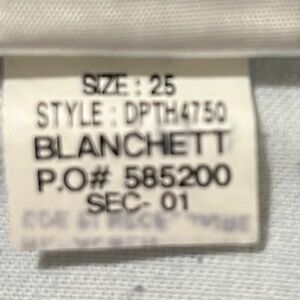 SIZE: 25
STYLE: DPTH4750
BLANCHETT
P.O# 585200
SEC- 01